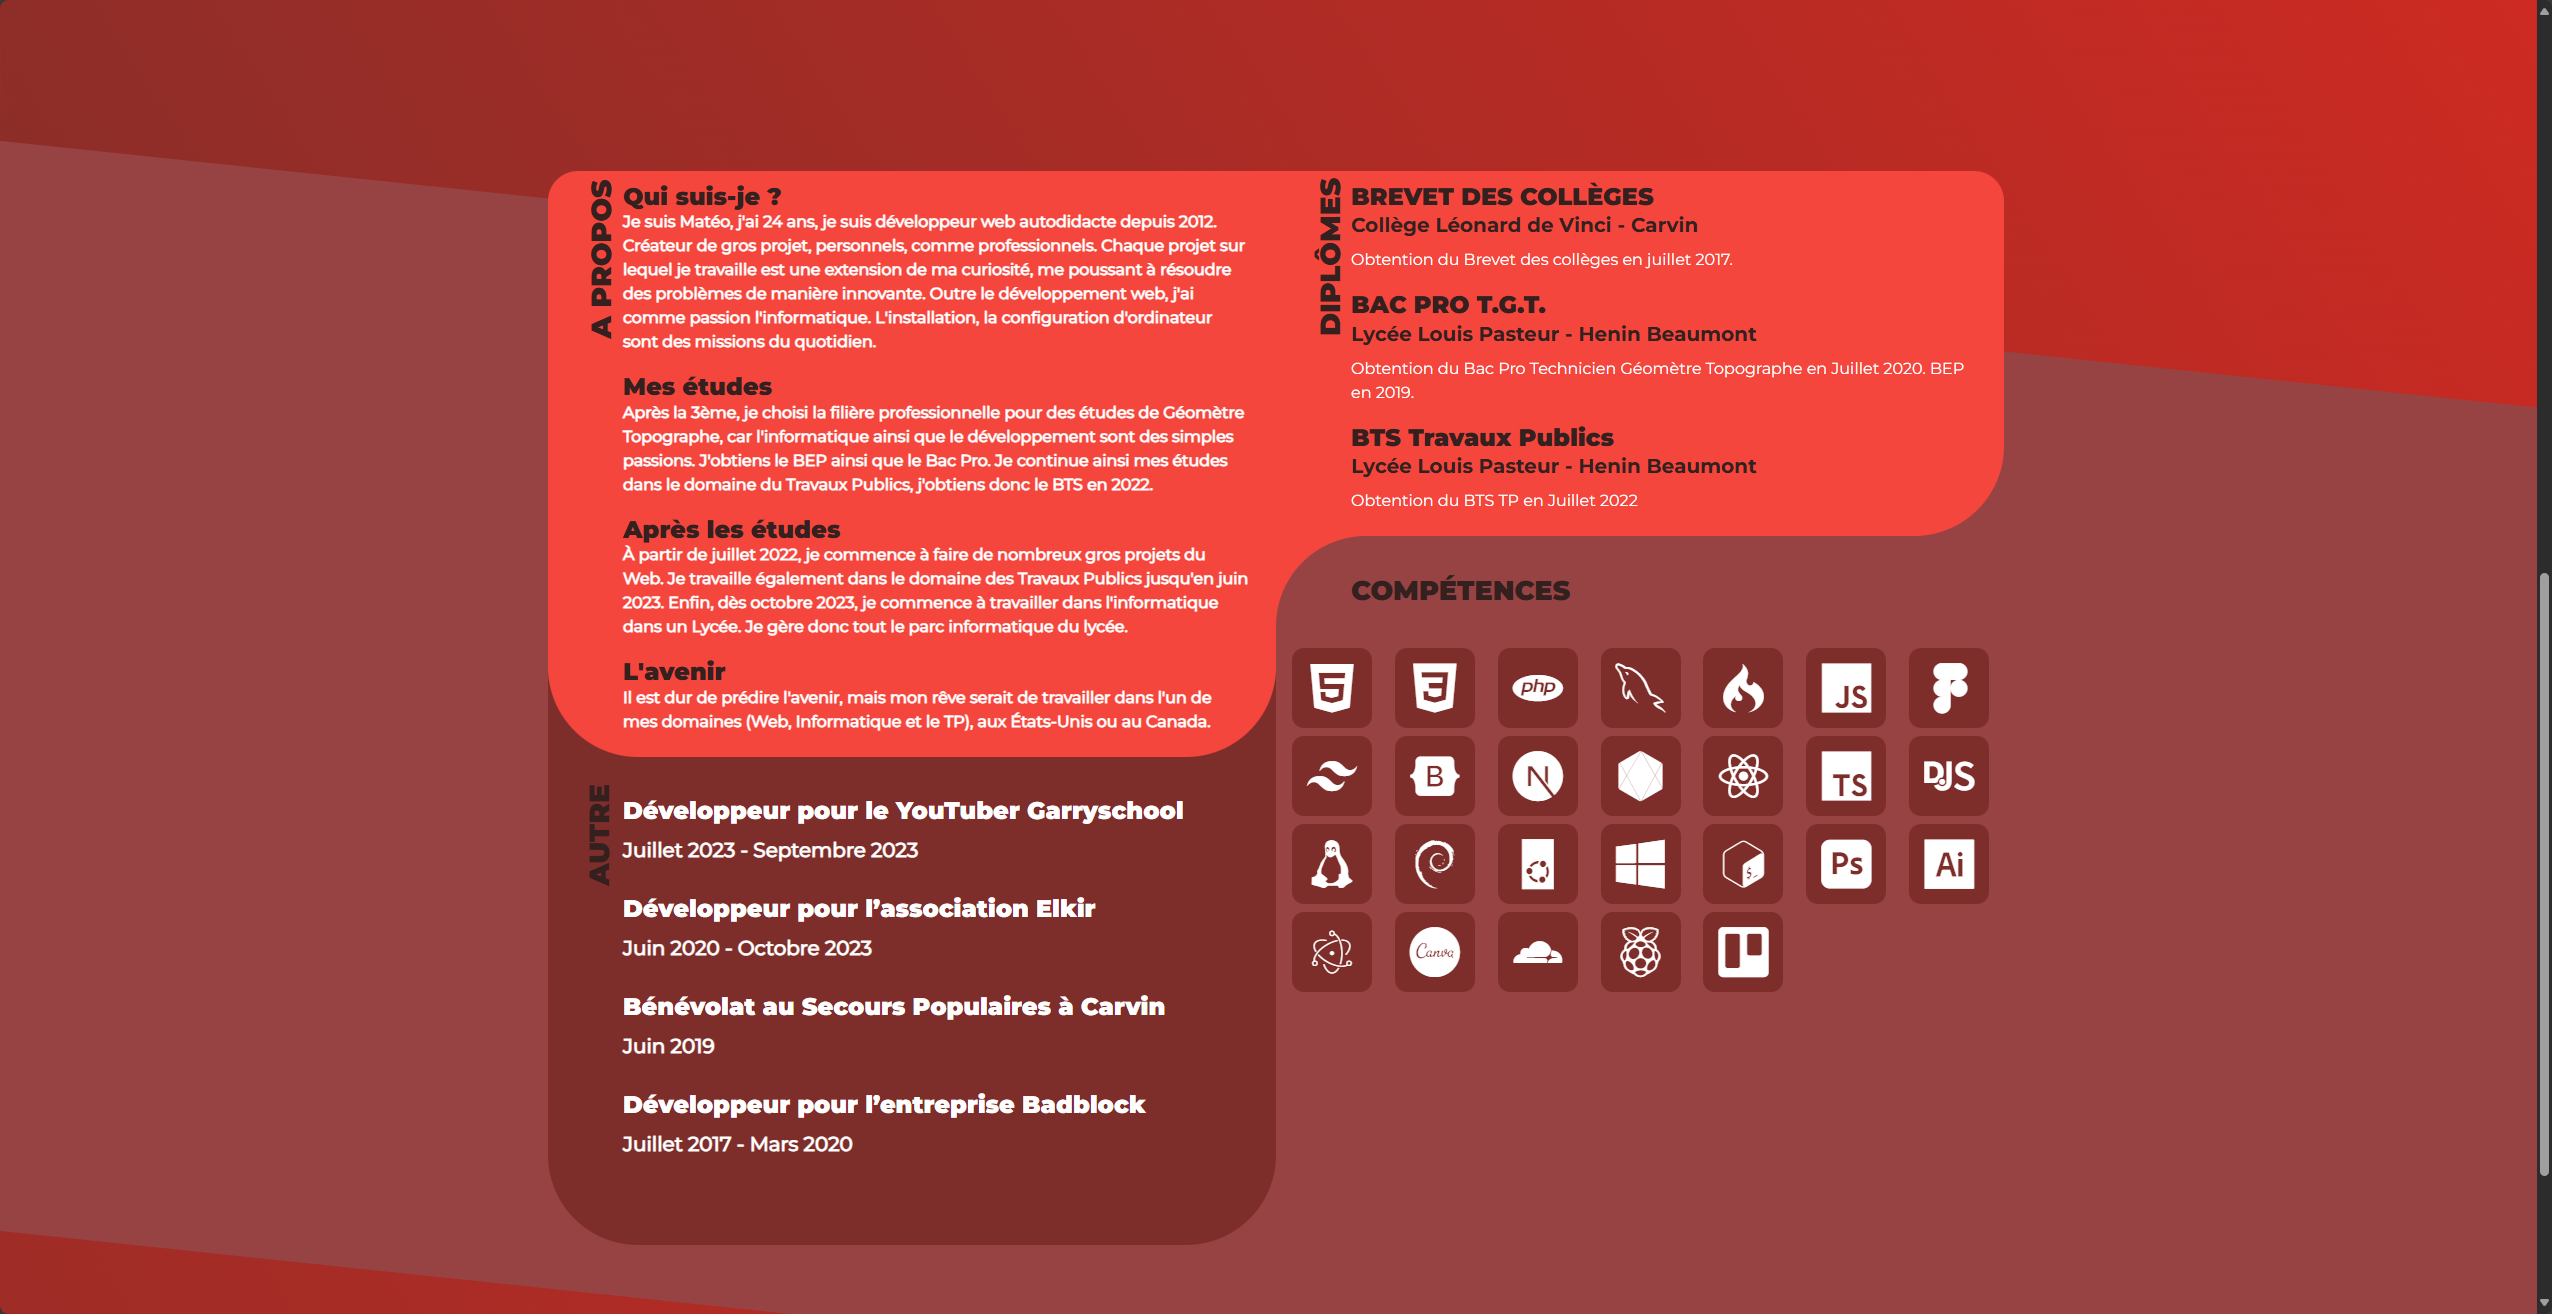 A PROPOS
Qui suis-je ?
Je suis Matéo, j'ai 24 ans, je suis développeur web autodidacte depuis 2012.
Créateur de gros projet, personnels, comme professionnels. Chaque projet sur
lequel je travaille est une extension de ma curiosité, me poussant à résoudre
des problèmes de manière innovante. Outre le développement web, j'ai
comme passion l'informatique. L'installation, la configuration d'ordinateur
sont des missions du quotidien.
Mes études
Après la 3ème, je choisi la filière professionnelle pour des études de Géomètre
Topographe, car l'informatique ainsi que le développement sont des simples
passions. J'obtiens le BEP ainsi que le Bac Pro. Je continue ainsi mes études
dans le domaine du Travaux Publics, j'obtiens donc le BTS en 2022.
Après les études
À partir de juillet 2022, je commence à faire de nombreux gros projets du
Web. Je travaille également dans le domaine des Travaux Publics jusqu'en juin
2023. Enfin, dès octobre 2023, je commence à travailler dans l'informatique
dans un Lycée. Je gère donc tout le parc informatique du lycée.
L'avenir
Il est dur de prédire l'avenir, mais mon rêve serait de travailler dans l'un de
mes domaines (Web, Informatique et le TP), aux États-Unis ou au Canada.
AUTRE
Développeur pour le YouTuber Garryschool
Juillet 2023 - Septembre 2023
Développeur pour l’association Elkir
Juin 2020 - Octobre 2023
Bénévolat au Secours Populaires à Carvin
Juin 2019
Développeur pour l’entreprise Badblock
Juillet 2017 - Mars 2020
DIPLÔMES
BREVET DES COLLÈGES
Collège Léonard de Vinci - Carvin
Obtention du Brevet des collèges en juillet 2017.
BAC PRO T.G.T.
Lycée Louis Pasteur - Henin Beaumont
Obtention du Bac Pro Technicien Géomètre Topographe en Juillet 2020. BEP
en 2019.
BTS Travaux Publics
Lycée Louis Pasteur - Henin Beaumont
Obtention du BTS TP en Juillet 2022
COMPÉTENCES
5 3 php JS
B N TS DJS
$_ Ps Ai
Canva